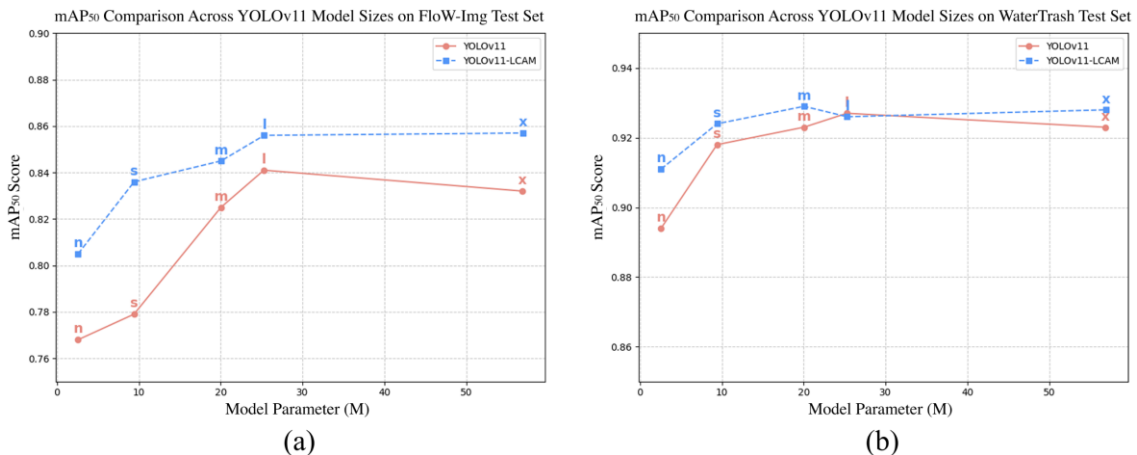 mAP₅₀ Comparison Across YOLOv11 Model Sizes on FloW-Img Test Set
0.90
0.88
0.86
0.84
0.82
0.80
0.78
0.76
mAP₅₀ Score
YOLOv11
YOLOv11-LCAM
n
s
m
l
x
n
s
m
l
x
0
10
20
30
40
50
Model Parameter (M)
(a)
mAP₅₀ Comparison Across YOLOv11 Model Sizes on WaterTrash Test Set
0.94
0.92
0.90
0.88
0.86
mAP₅₀ Score
YOLOv11
YOLOv11-LCAM
n
s
m
l
x
n
s
m
l
x
0
10
20
30
40
50
Model Parameter (M)
(b)